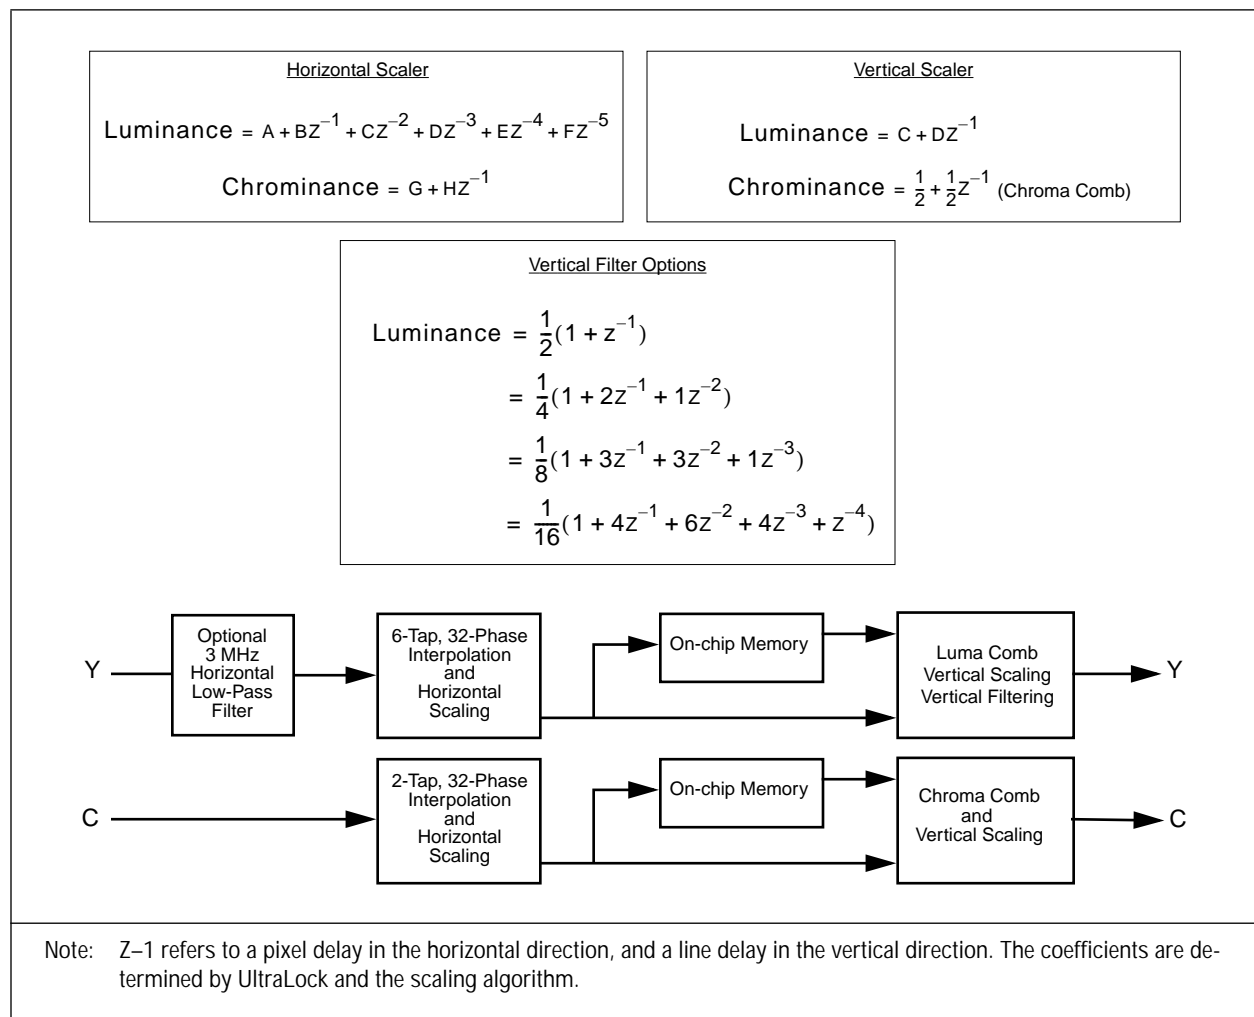 Horizontal Scaler
Luminance = A + BZ⁻¹ + CZ⁻² + DZ⁻³ + EZ⁻⁴ + FZ⁻⁵
Chrominance = G + HZ⁻¹
Vertical Scaler
Luminance = C + DZ⁻¹
Chrominance = 1/2 + 1/2 Z⁻¹ (Chroma Comb)
Vertical Filter Options
Luminance = 1/2 (1 + z⁻¹)
= 1/4 (1 + 2Z⁻¹ + 1Z⁻²)
= 1/8 (1 + 3Z⁻¹ + 3Z⁻² + 1Z⁻³)
= 1/16 (1 + 4Z⁻¹ + 6Z⁻² + 4Z⁻³ + Z⁻⁴)
Y
Optional
3 MHz
Horizontal
Low-Pass
Filter
6-Tap, 32-Phase
Interpolation
and
Horizontal
Scaling
On-chip Memory
Luma Comb
Vertical Scaling
Vertical Filtering
Y
C
2-Tap, 32-Phase
Interpolation
and
Horizontal
Scaling
On-chip Memory
Chroma Comb
and
Vertical Scaling
C
Note: Z–1 refers to a pixel delay in the horizontal direction, and a line delay in the vertical direction. The coefficients are de-
termined by UltraLock and the scaling algorithm.